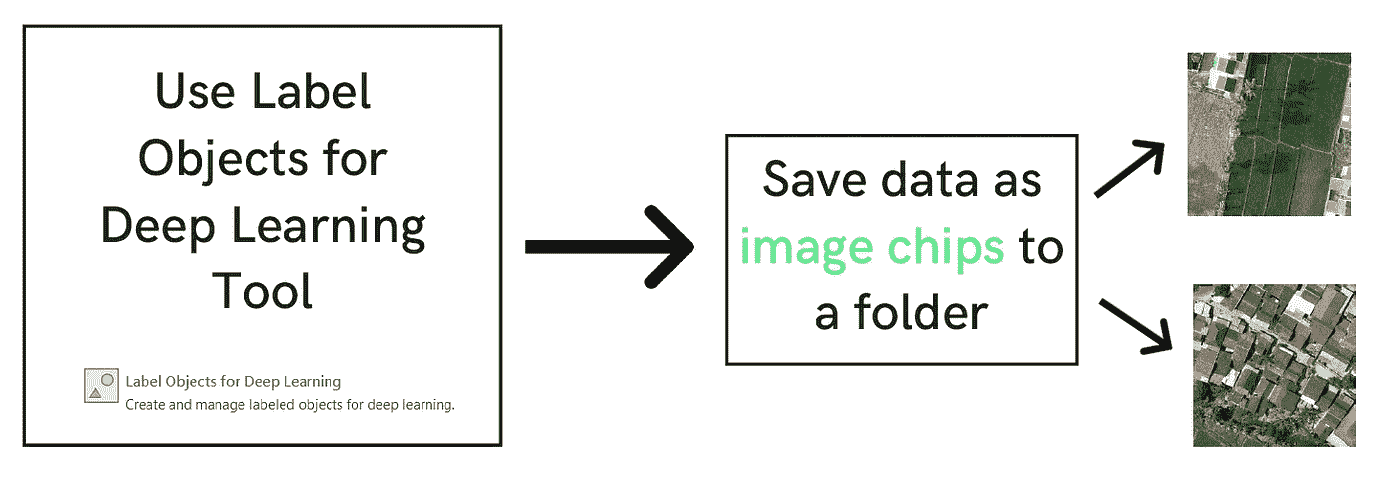 Use Label
Objects for
Deep Learning
Tool
Label Objects for Deep Learning
Create and manage labeled objects for deep learning.
Save data as
image chips to
a folder